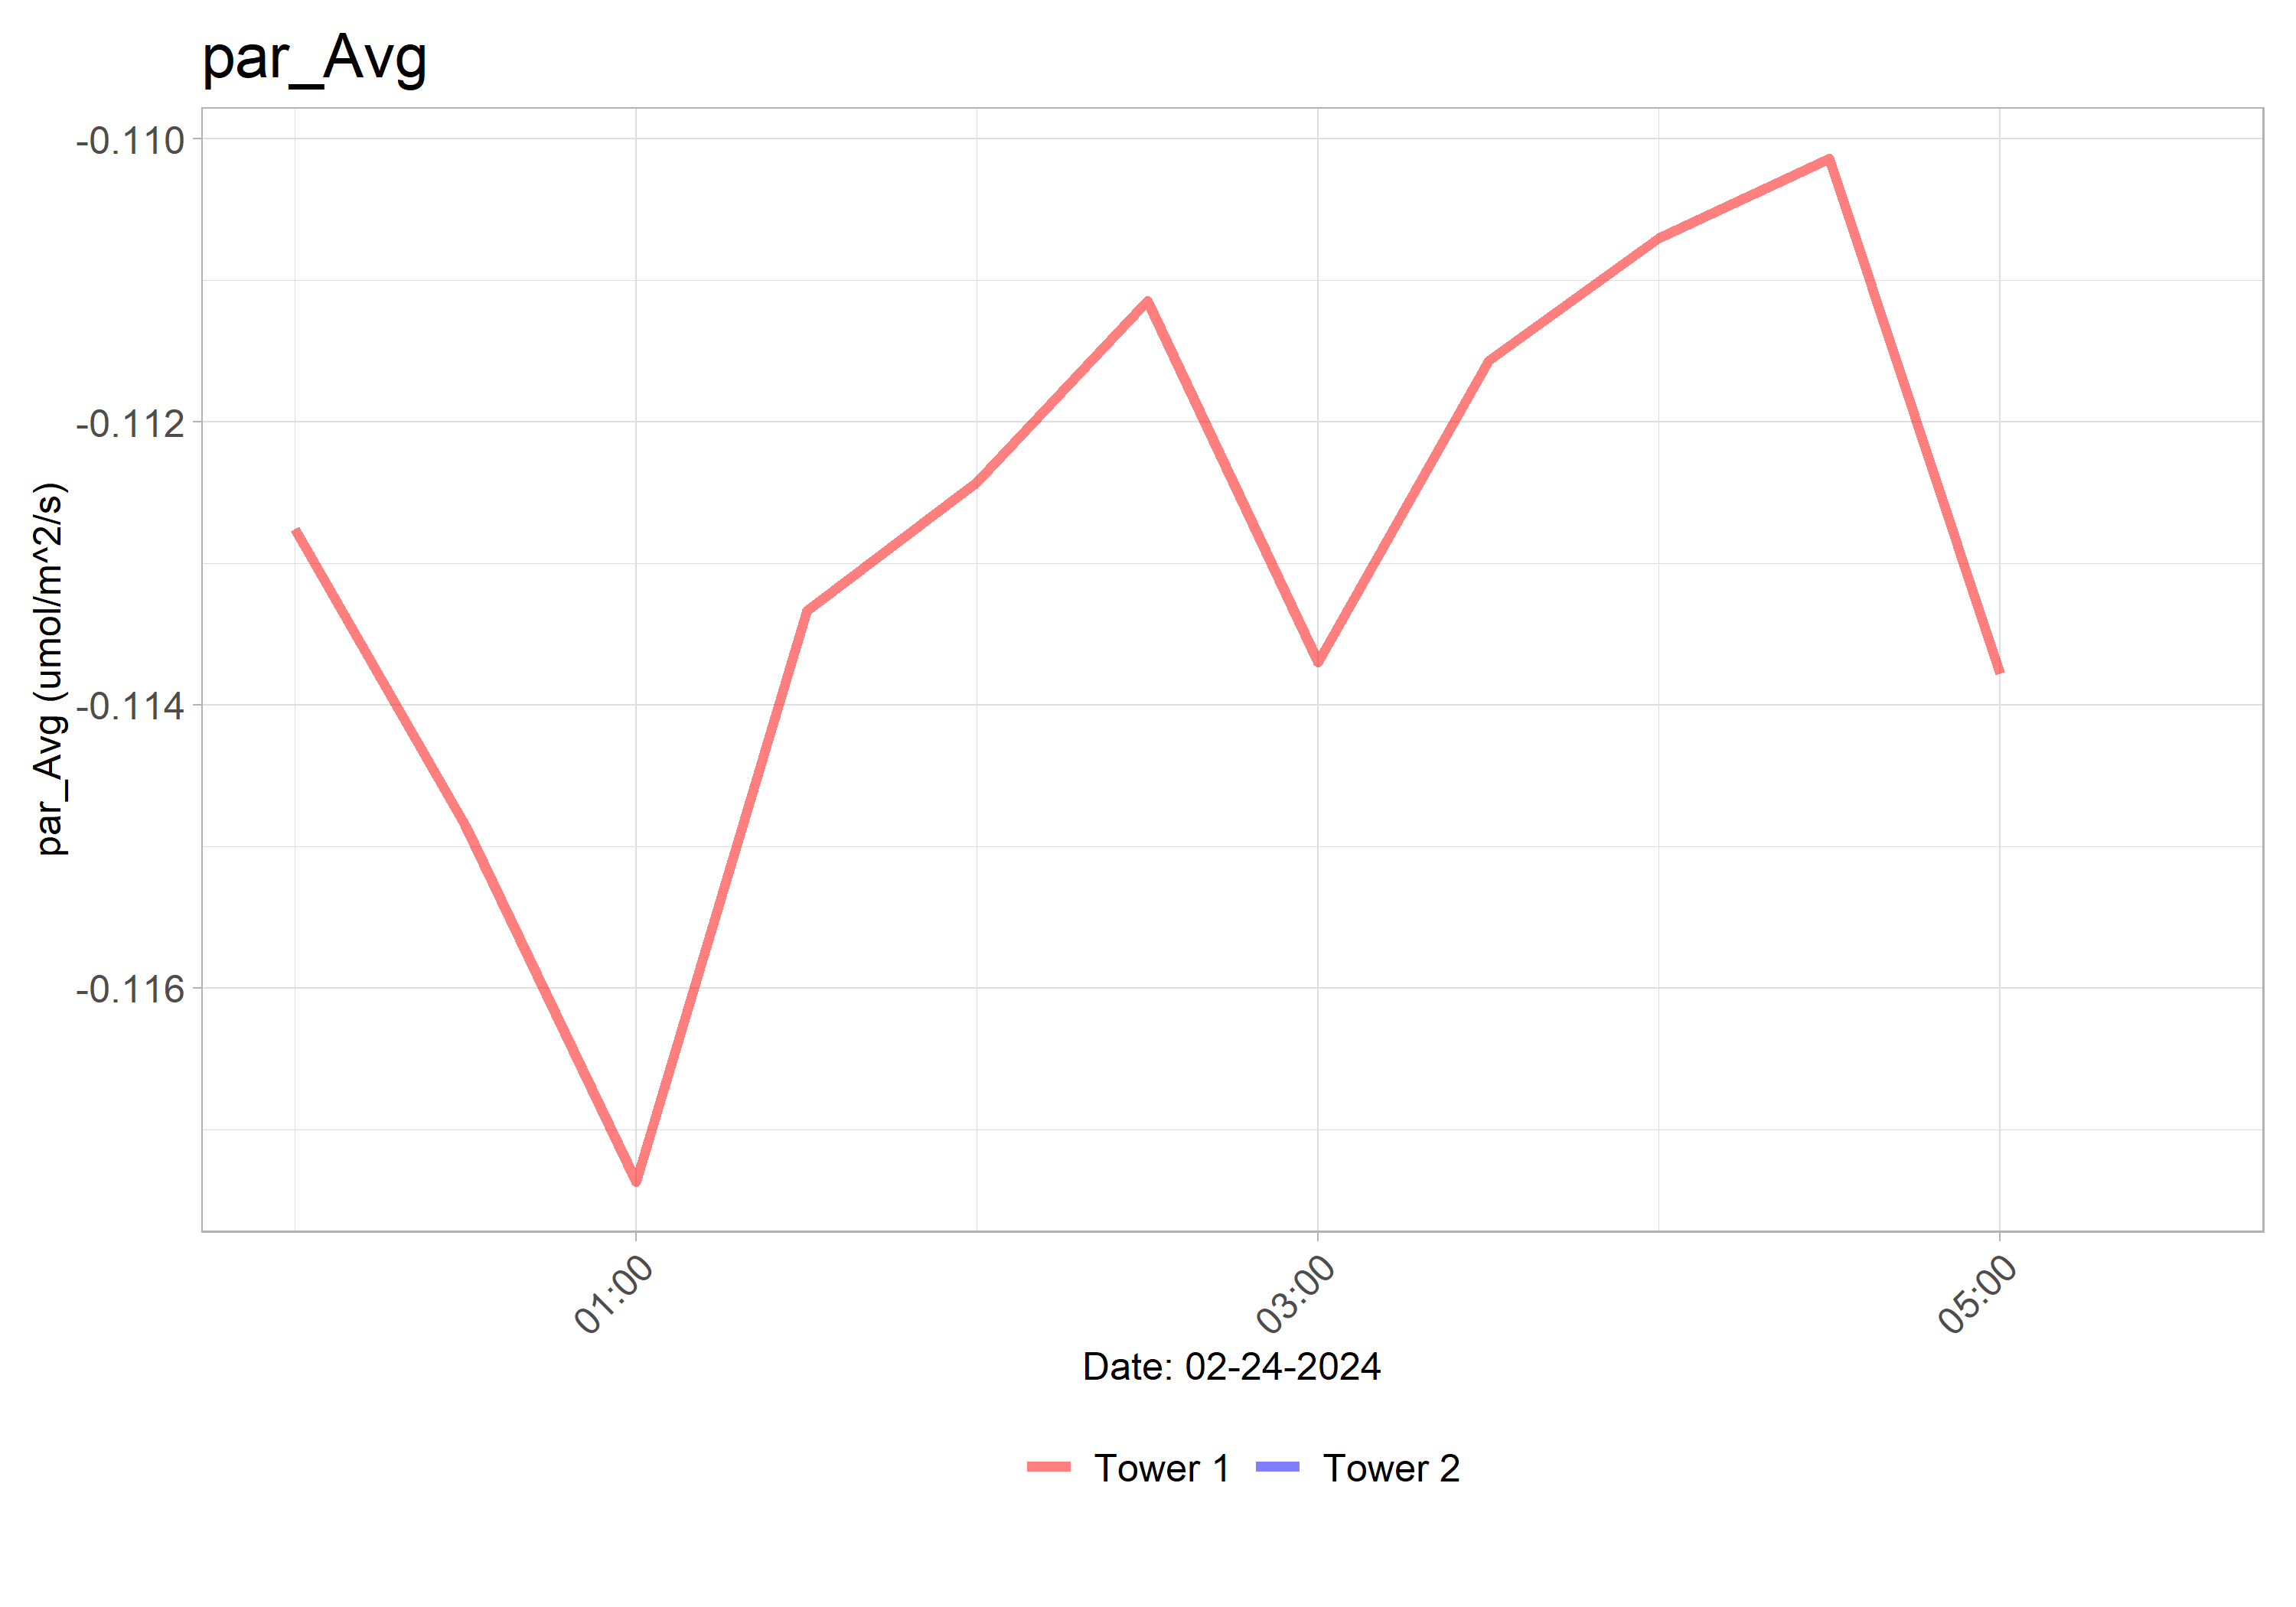 par_Avg
-0.110
-0.112
-0.114
-0.116
par_Avg (umol/m^2/s)
01:00
03:00
05:00
Date: 02-24-2024
Tower 1
Tower 2